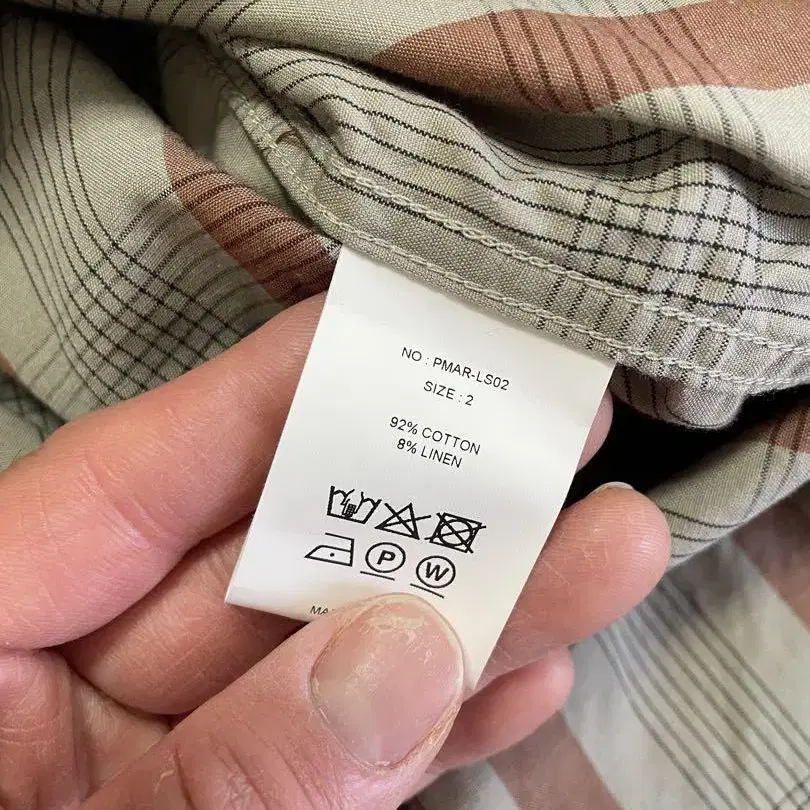 NO : PMAR-LS02
SIZE : 2
92% COTTON
8% LINEN
P W